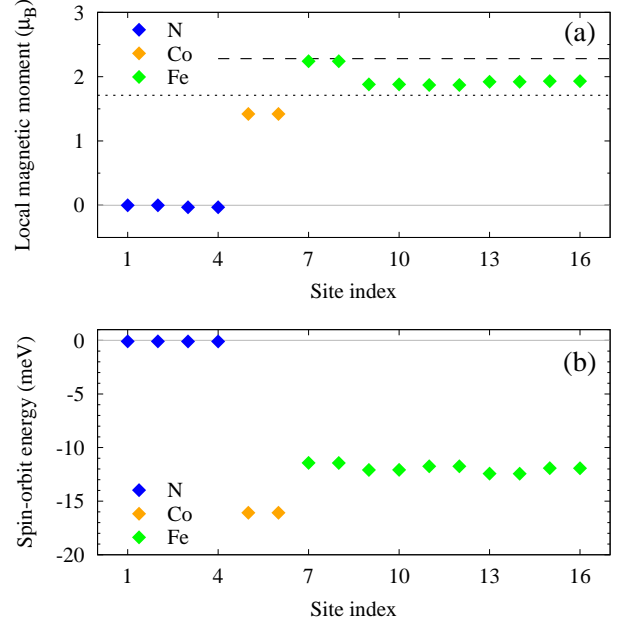 3
2
1
0
Local magnetic moment (μB)
(a)
N
Co
Fe
1 4 7 10 13 16
Site index
0
-5
-10
-15
-20
Spin-orbit energy (meV)
(b)
N
Co
Fe
1 4 7 10 13 16
Site index